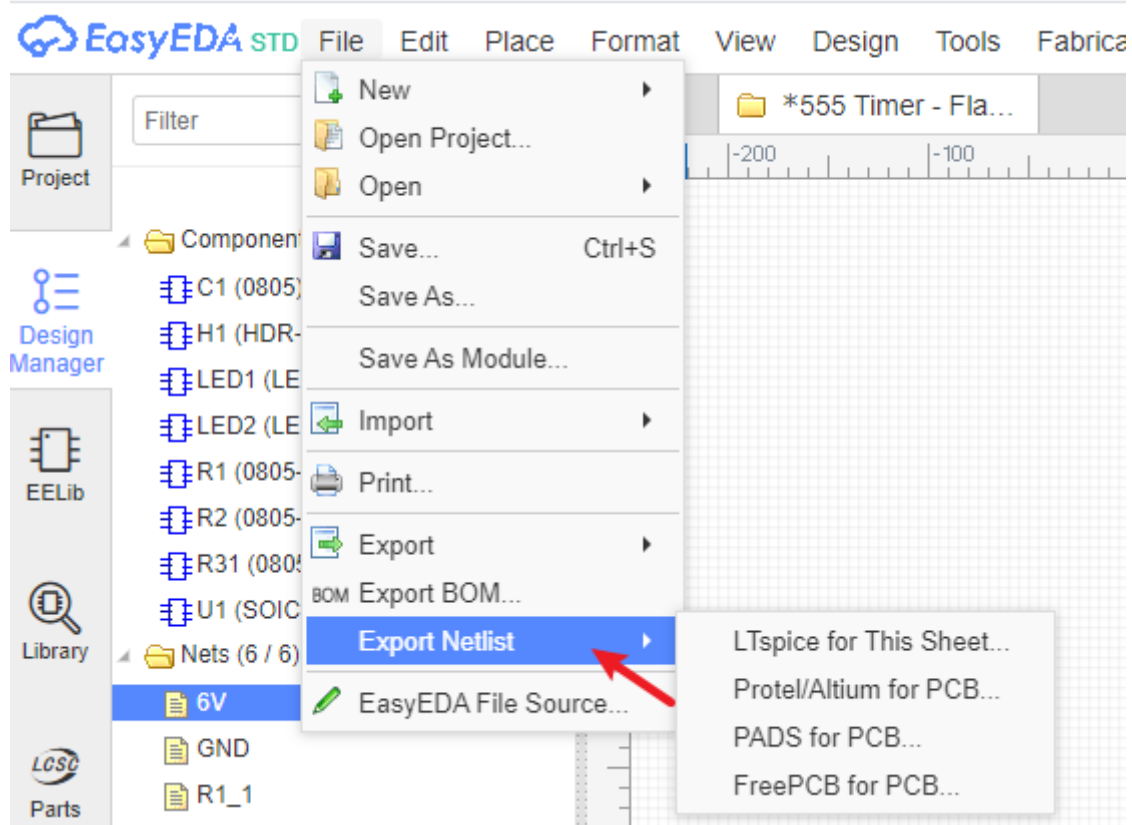 EasyEDA STD File Edit Place Format View Design Tools Fabrica
Project
Design
Manager
EELib
Library
LCSC
Parts
Filter
Componen
C1 (0805)
H1 (HDR-
LED1 (LE
LED2 (LE
R1 (0805-
R2 (0805-
R31 (080
U1 (SOIC
Nets (6 / 6)
6V
GND
R1_1
New
Open Project...
Open
Save... Ctrl+S
Save As...
Save As Module...
Import
Print...
Export
BOM Export BOM...
Export Netlist
EasyEDA File Source...
LTspice for This Sheet...
Protel/Altium for PCB...
PADS for PCB...
FreePCB for PCB...
*555 Timer - Fla...
-200 -100